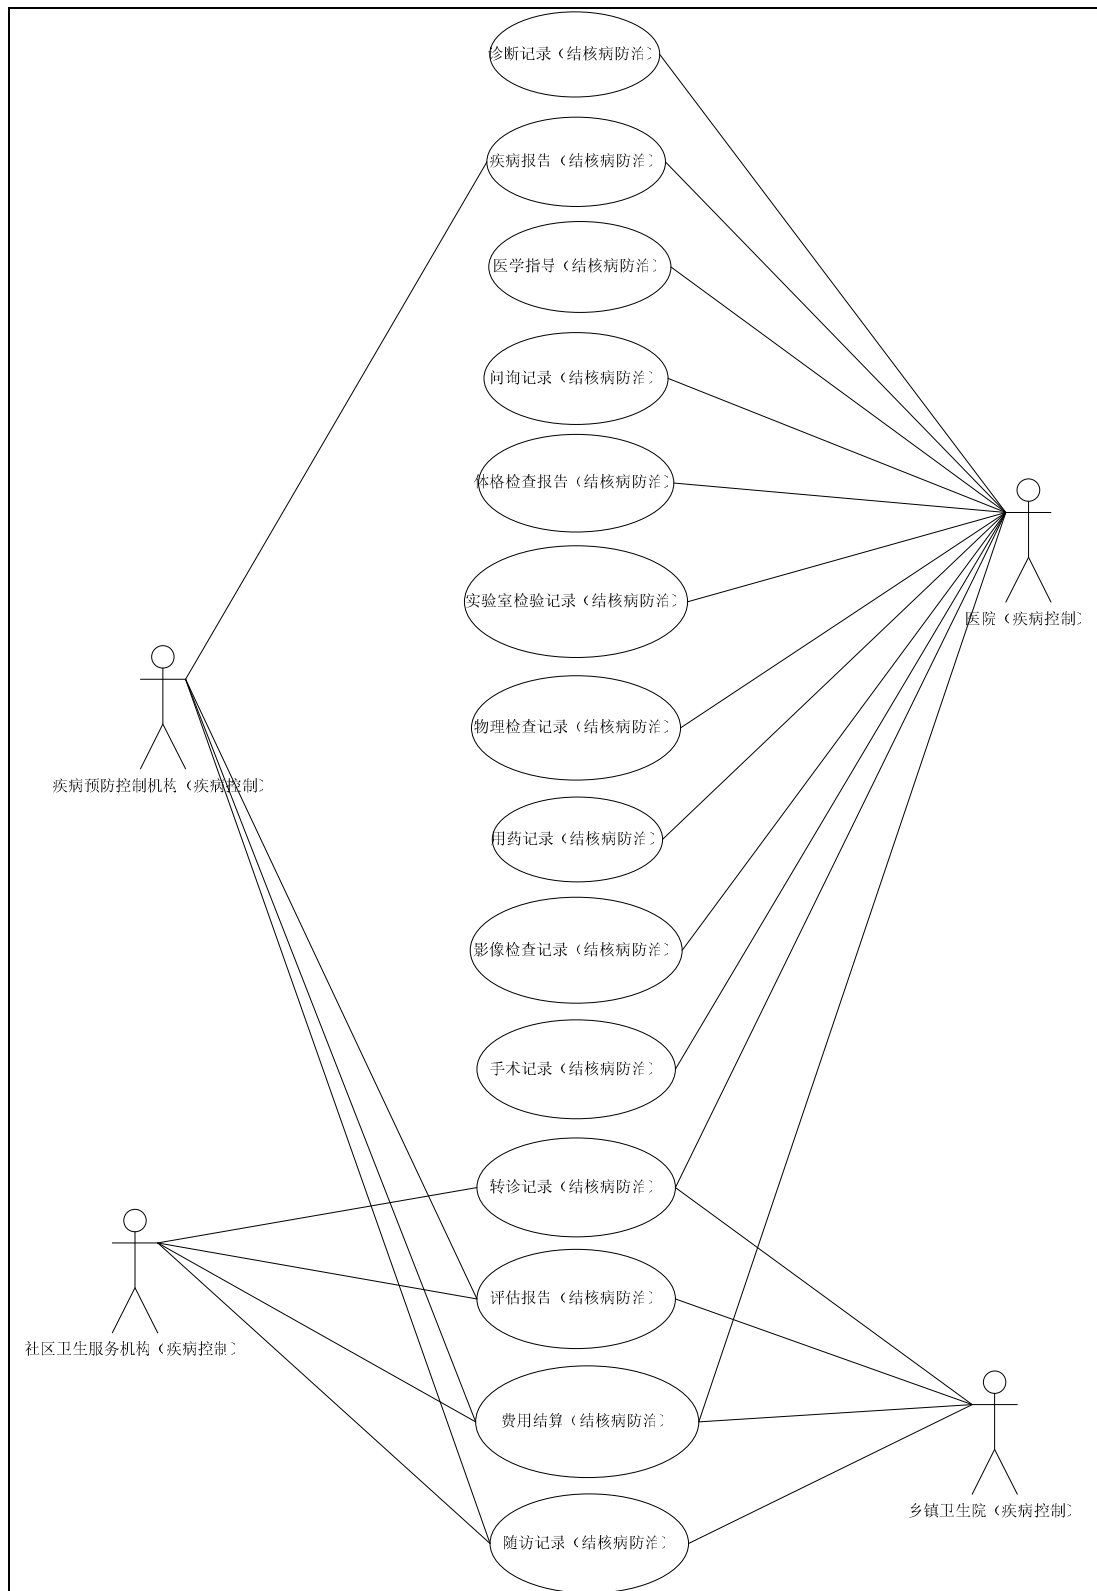 诊断记录（结核病防治）
疾病报告（结核病防治）
医学指导（结核病防治）
问询记录（结核病防治）
体格检查报告（结核病防治）
医院（疾病控制）
实验室检验记录（结核病防治）
物理检查记录（结核病防治）
疾病预防控制机构（疾病控制）
用药记录（结核病防治）
影像检查记录（结核病防治）
手术记录（结核病防治）
转诊记录（结核病防治）
评估报告（结核病防治）
社区卫生服务机构（疾病控制）
费用结算（结核病防治）
乡镇卫生院（疾病控制）
随访记录（结核病防治）